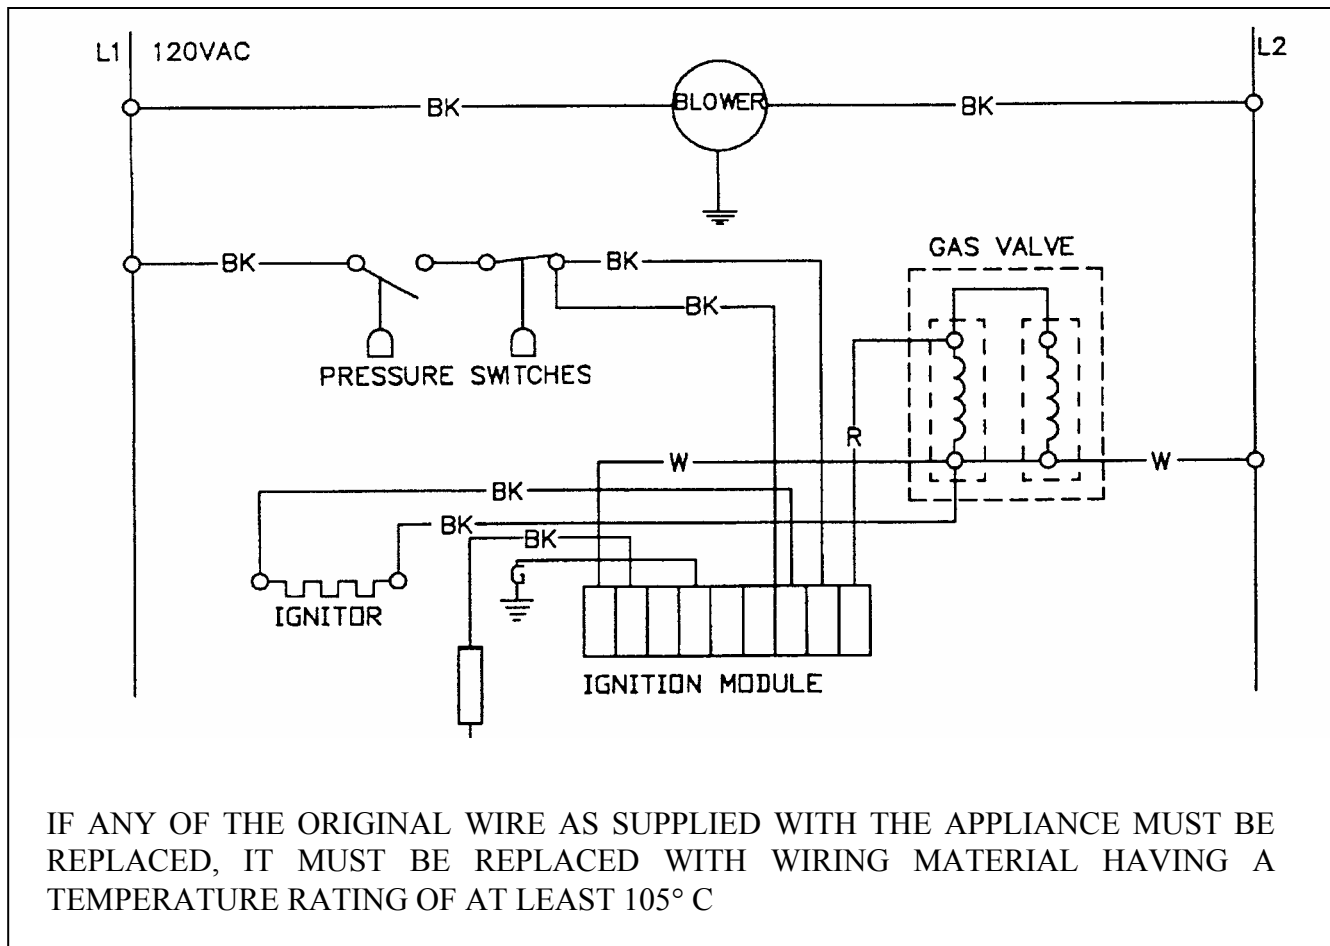 L1 120VAC
L2
BK BLOWER BK
GAS VALVE
BK BK
BK
PRESSURE SWITCHES
R
W W
BK
BK
BK
G
IGNITOR
IGNITION MODULE
IF ANY OF THE ORIGINAL WIRE AS SUPPLIED WITH THE APPLIANCE MUST BE
REPLACED, IT MUST BE REPLACED WITH WIRING MATERIAL HAVING A
TEMPERATURE RATING OF AT LEAST 105° C